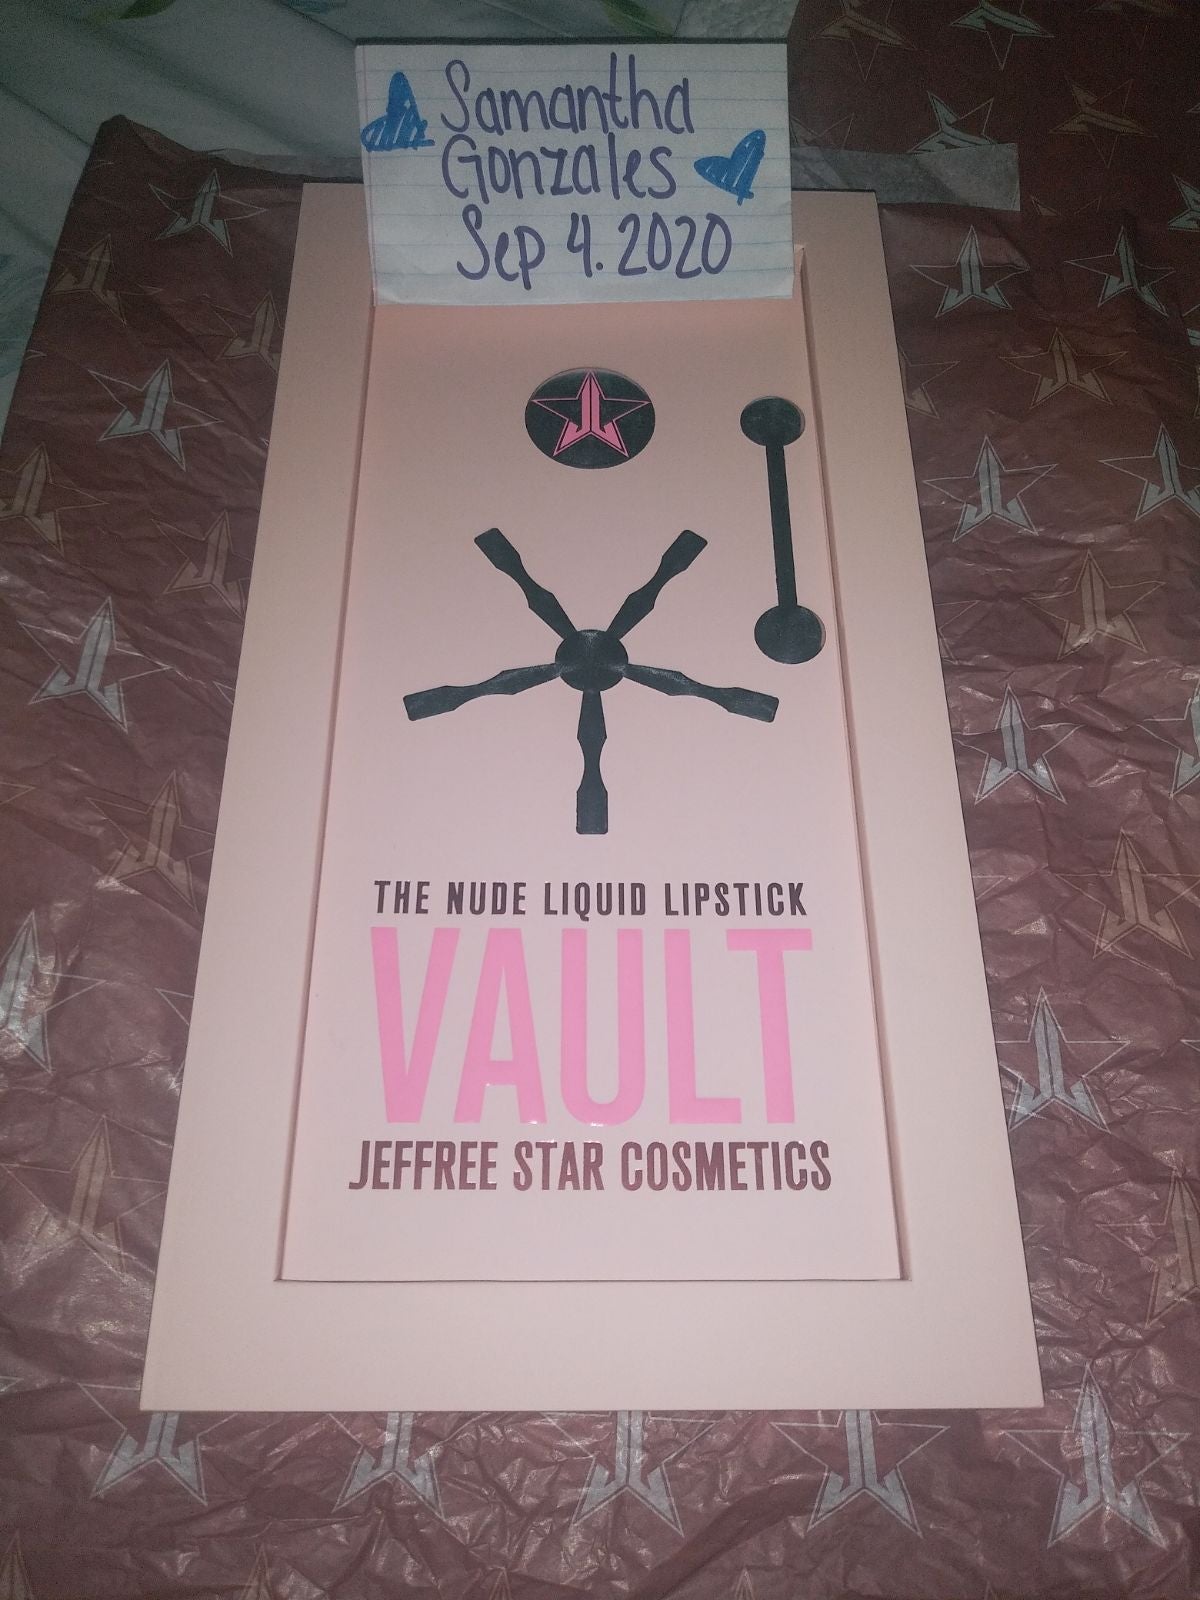 Samantha
Gonzales
Sep 4. 2020
THE NUDE LIQUID LIPSTICK
VAULT
JEFFREE STAR COSMETICS